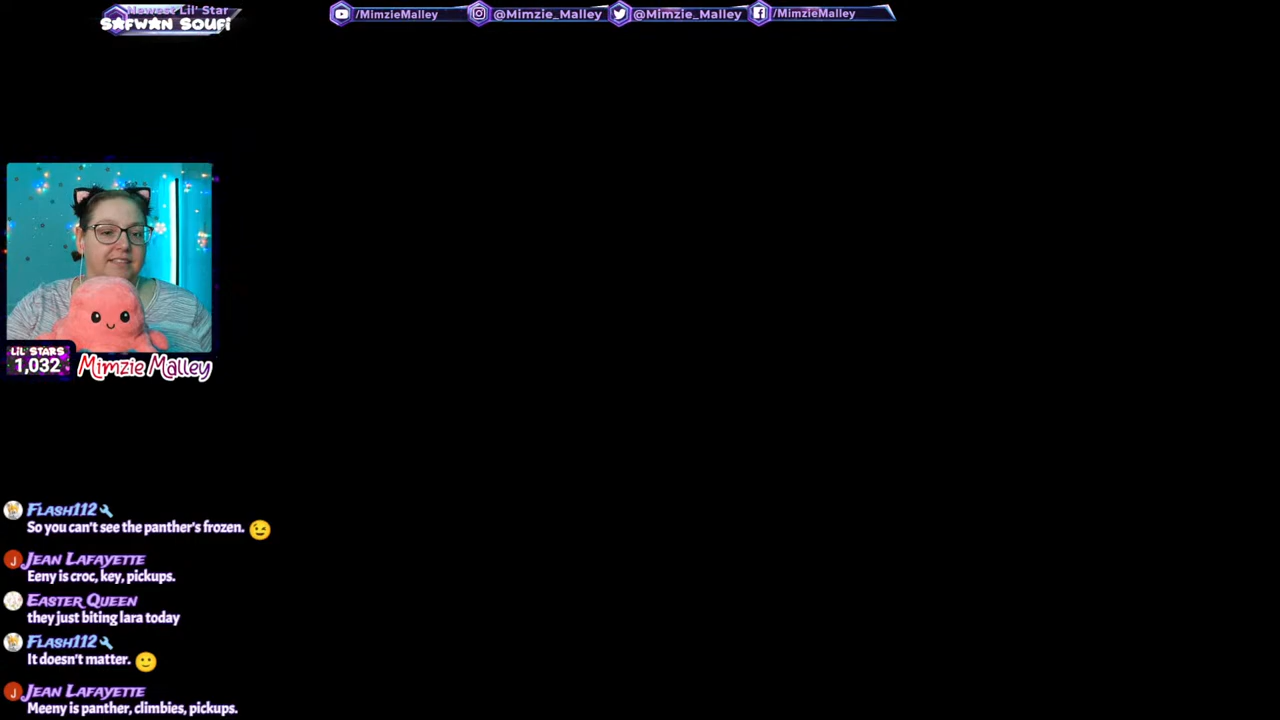 Newest Lil' Star
Safwan Soufi
/MimzieMalley
@Mimzie_Malley
@Mimzie_Malley
/MimzieMalley
Lil' Stars
1,032
Mimzie Malley
Flash112
So you can't see the panther's frozen.
Jean Lafayette
Eeny is croc, key, pickups.
Easter Queen
they just biting lara today
Flash112
It doesn't matter.
Jean Lafayette
Meeny is panther, climbies, pickups.